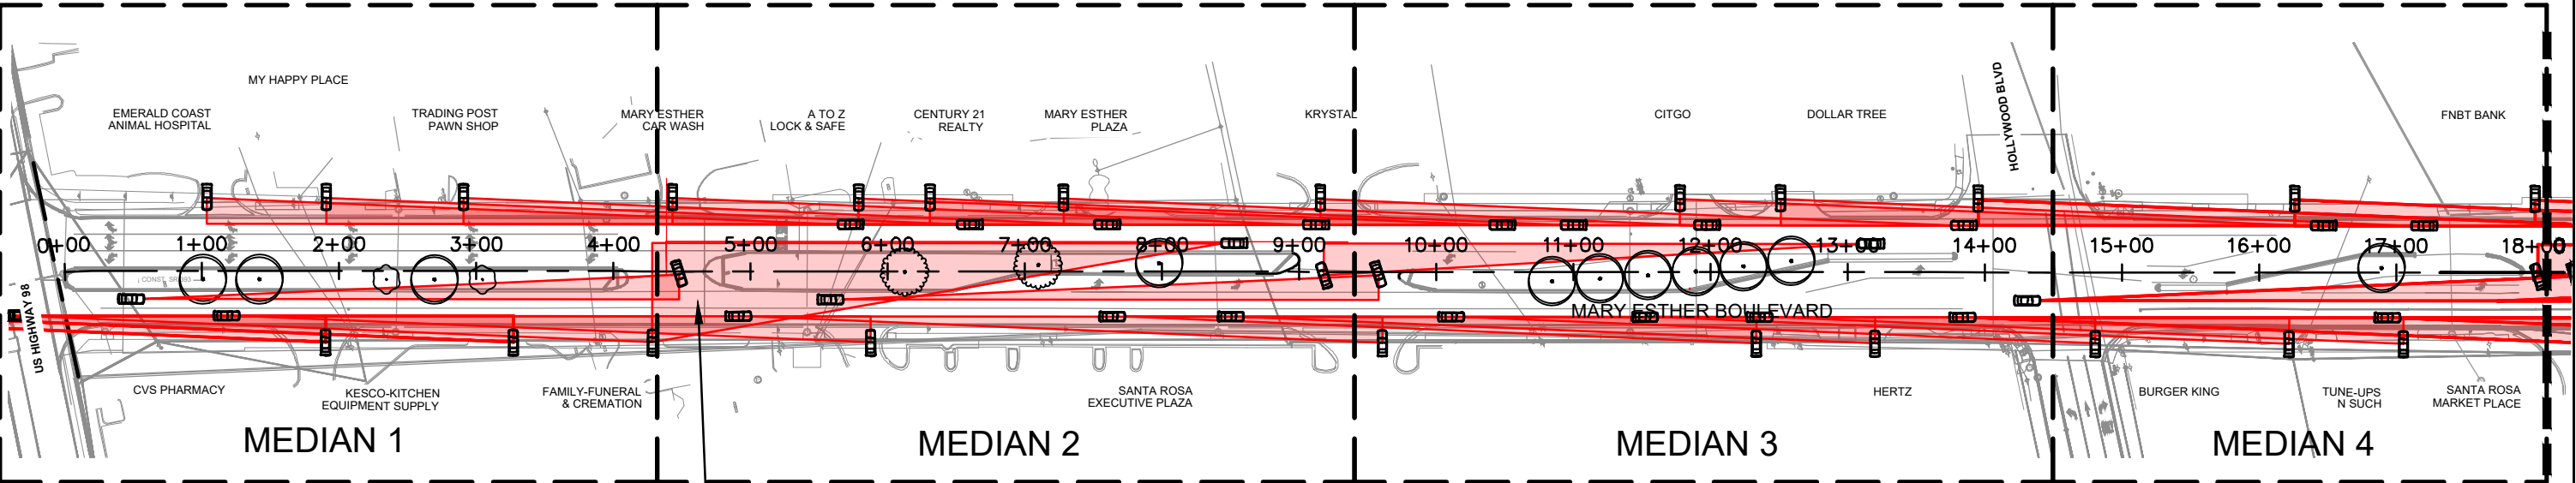 MY HAPPY PLACE
EMERALD COAST
ANIMAL HOSPITAL
TRADING POST
PAWN SHOP
MARY ESTHER
CAR WASH
A TO Z
LOCK & SAFE
CENTURY 21
REALTY
MARY ESTHER
PLAZA
KRYSTAL
CITGO
DOLLAR TREE
HOLLYWOOD BLVD
FNBT BANK
0+00
1+00
2+00
3+00
4+00
5+00
6+00
7+00
8+00
9+00
10+00
11+00
12+00
13+00
14+00
15+00
16+00
17+00
18+00
MARY ESTHER BOULEVARD
US HIGHWAY 98
CVS PHARMACY
KESCO-KITCHEN
EQUIPMENT SUPPLY
FAMILY-FUNERAL
& CREMATION
SANTA ROSA
EXECUTIVE PLAZA
HERTZ
BURGER KING
TUNE-UPS
N SUCH
SANTA ROSA
MARKET PLACE
MEDIAN 1
MEDIAN 2
MEDIAN 3
MEDIAN 4